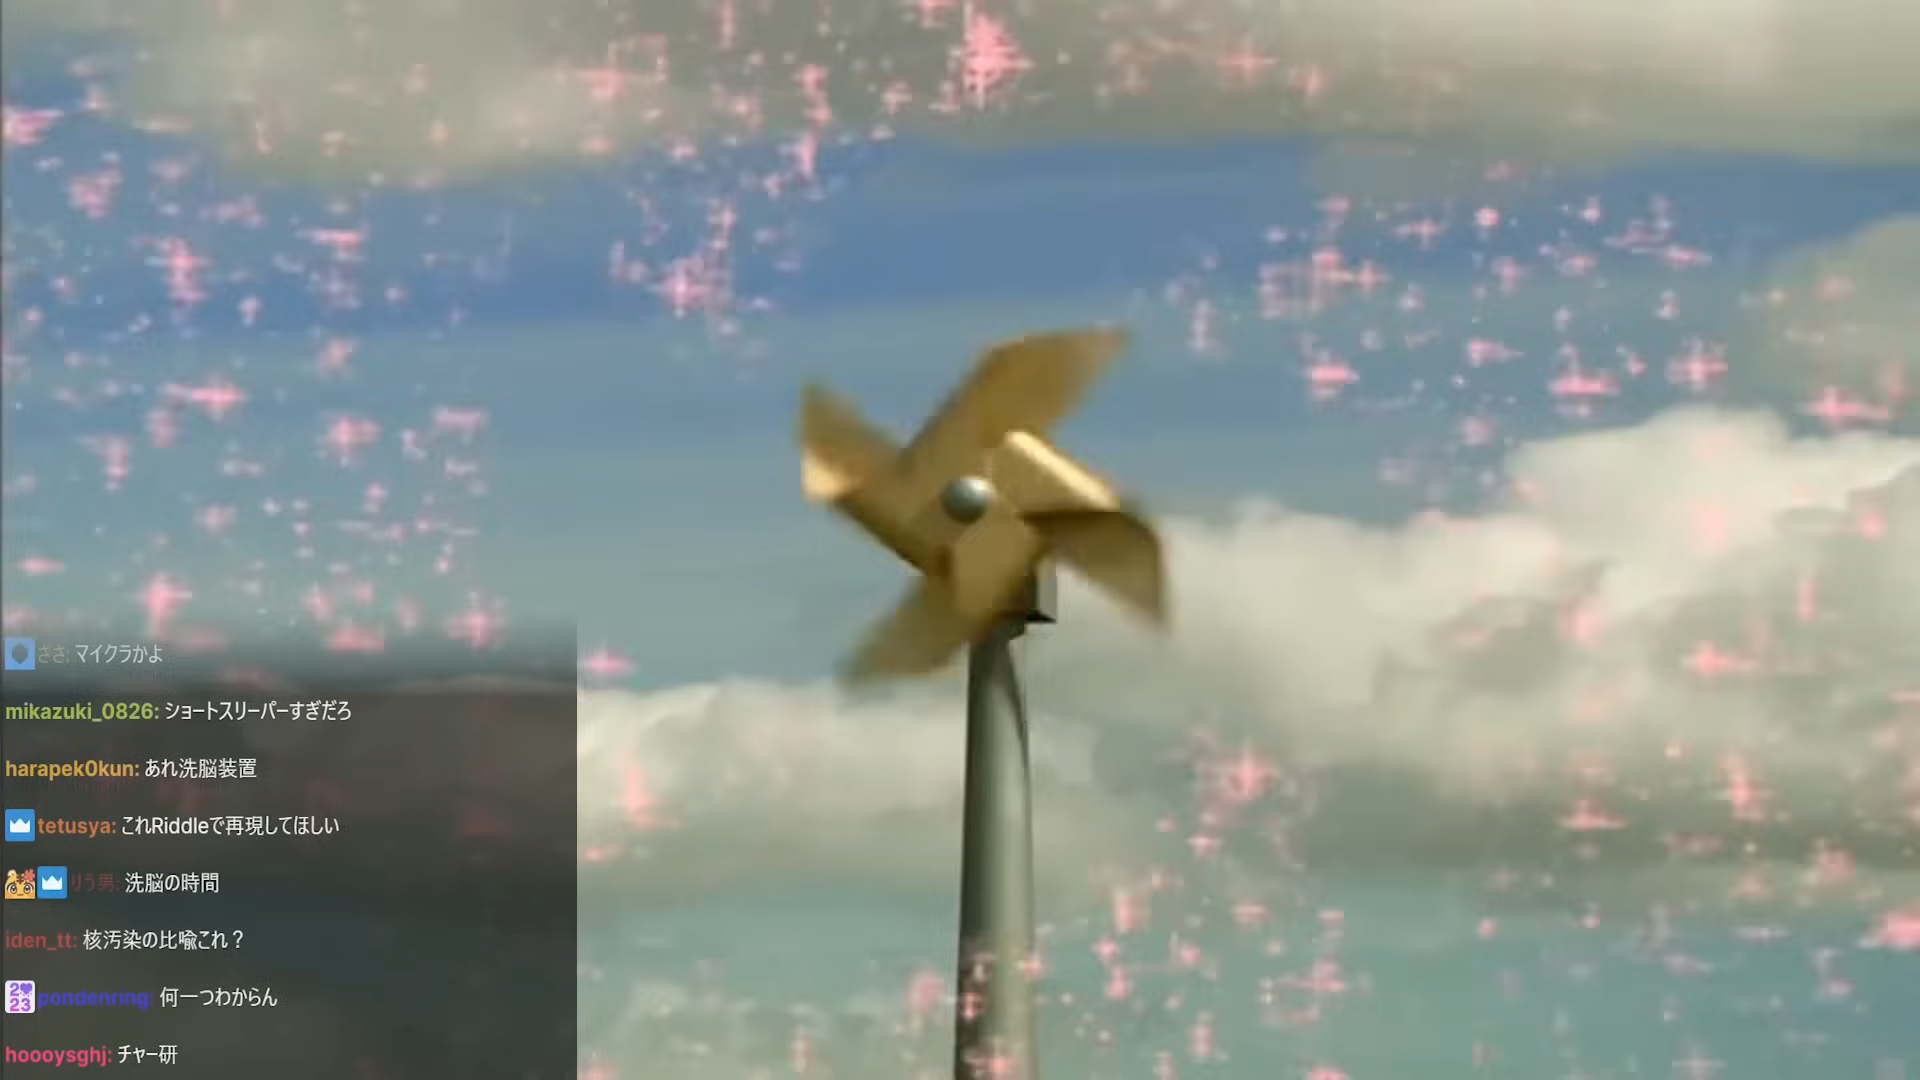 ささ: マイクラかよ
mikazuki_0826: ショートスリーパーすぎだろ
harapek0kun: あれ洗脳装置
tetusya: これRiddleで再現してほしい
りう男: 洗脳の時間
iden_tt: 核汚染の比喩これ？
2023 pondenring: 何一つわからん
hoooysghj: チャー研